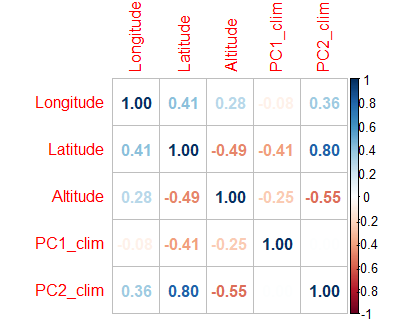 Longitude Latitude Altitude PC1_clim PC2_clim
Longitude 1.00 0.41 0.28 -0.08 0.36
Latitude 0.41 1.00 -0.49 -0.41 0.80
Altitude 0.28 -0.49 1.00 -0.25 -0.55
PC1_clim -0.08 -0.41 -0.25 1.00
PC2_clim 0.36 0.80 -0.55 1.00
1
0.8
0.6
0.4
0.2
0
-0.2
-0.4
-0.6
-0.8
-1